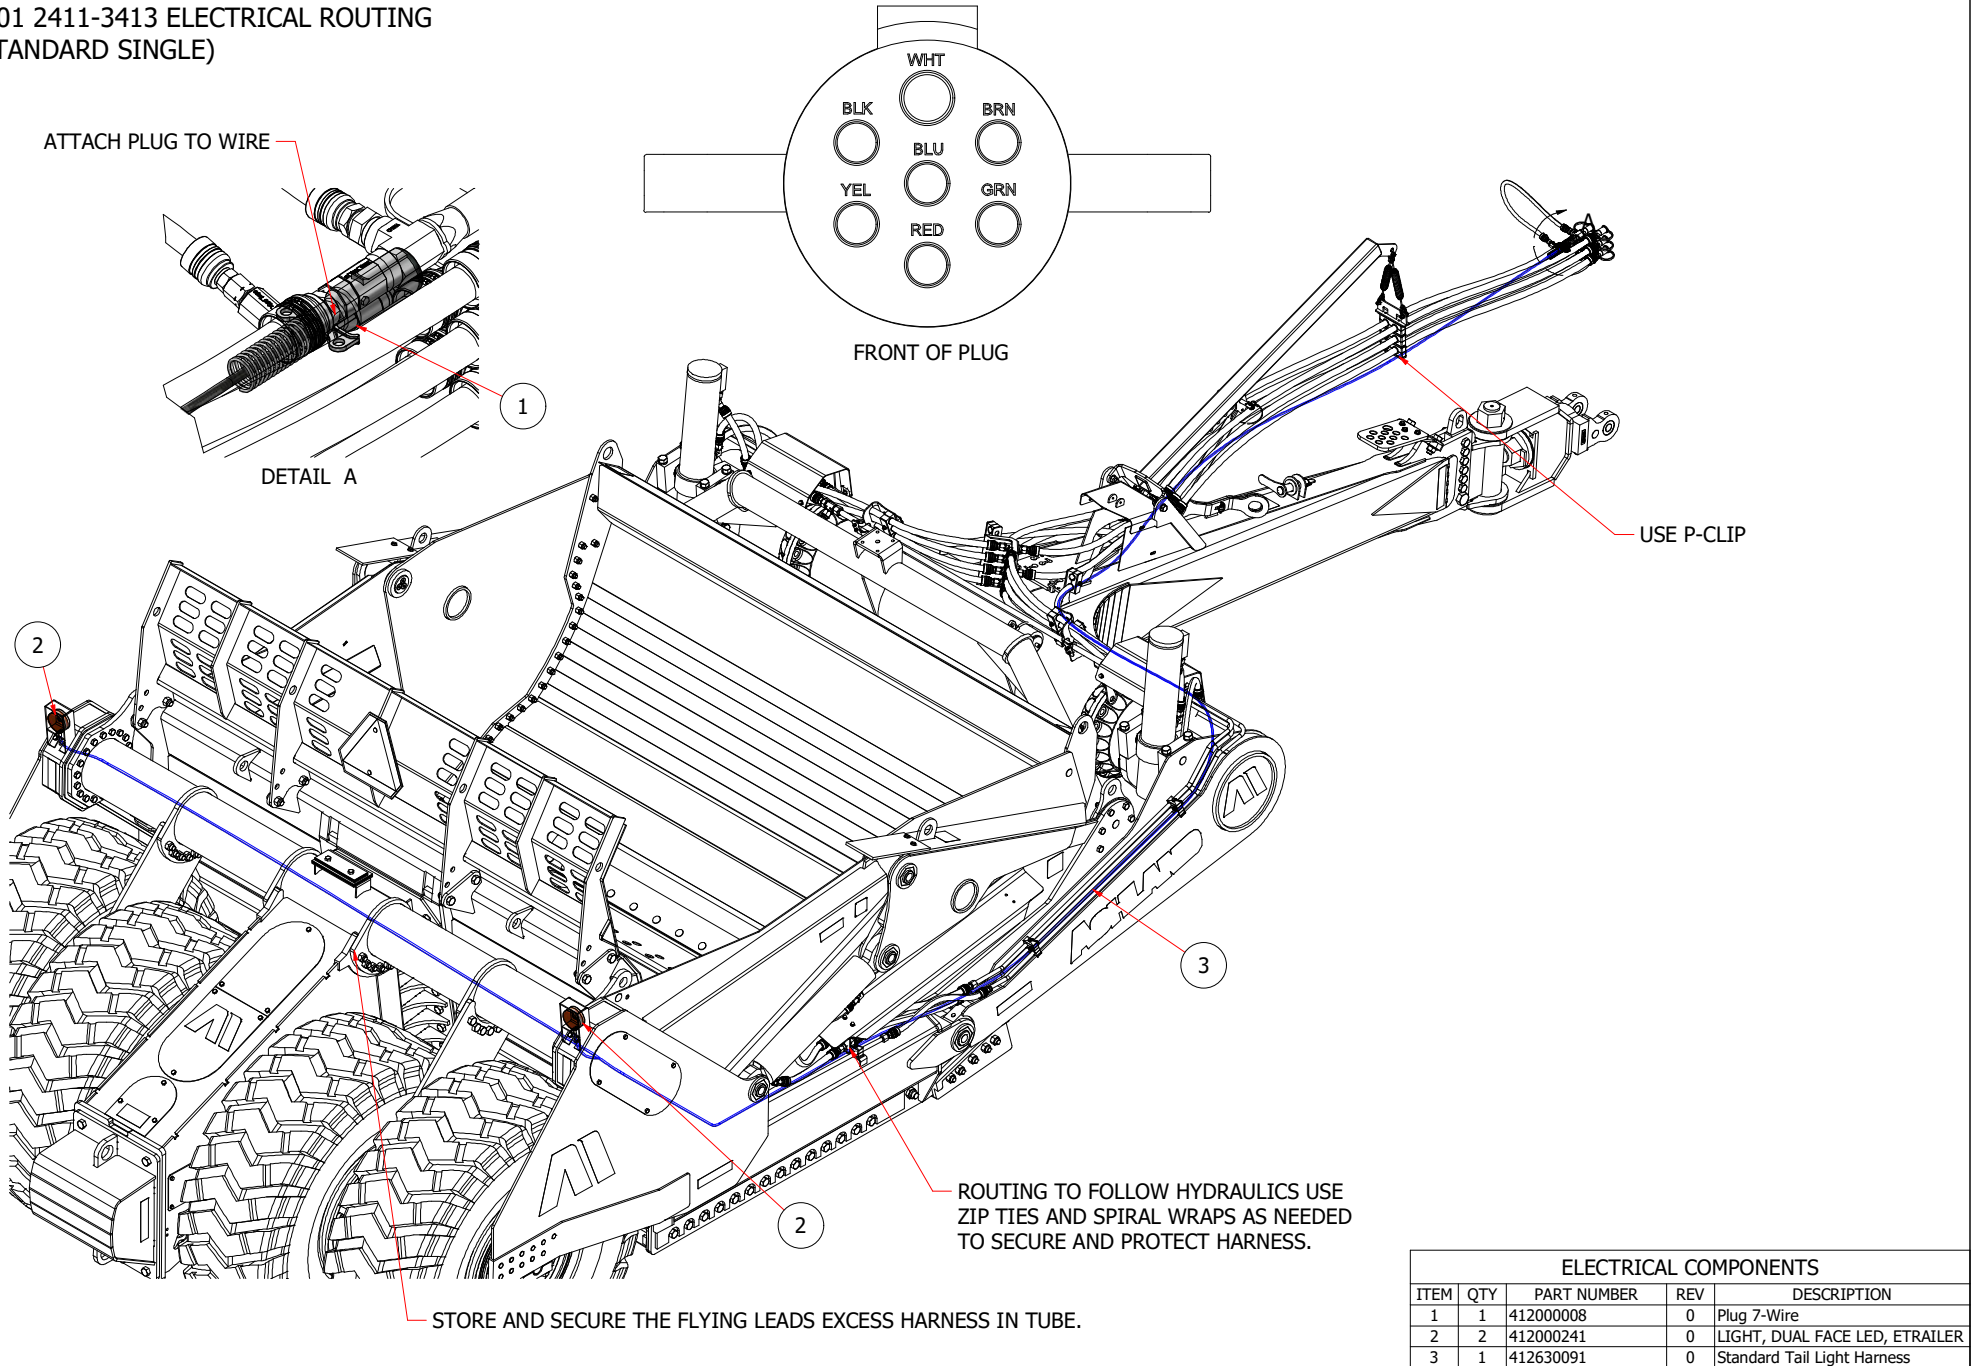 01 2411-3413 ELECTRICAL ROUTING
TANDARD SINGLE)
ATTACH PLUG TO WIRE
1
DETAIL A
WHT
BLK
BRN
BLU
YEL
GRN
RED
FRONT OF PLUG
A
USE P-CLIP
2
3
2
ROUTING TO FOLLOW HYDRAULICS USE
ZIP TIES AND SPIRAL WRAPS AS NEEDED
TO SECURE AND PROTECT HARNESS.
STORE AND SECURE THE FLYING LEADS EXCESS HARNESS IN TUBE.
ELECTRICAL COMPONENTS
ITEM QTY PART NUMBER REV DESCRIPTION
1 1 412000008 0 Plug 7-Wire
2 2 412000241 0 LIGHT, DUAL FACE LED, ETRAILER
3 1 412630091 0 Standard Tail Light Harness